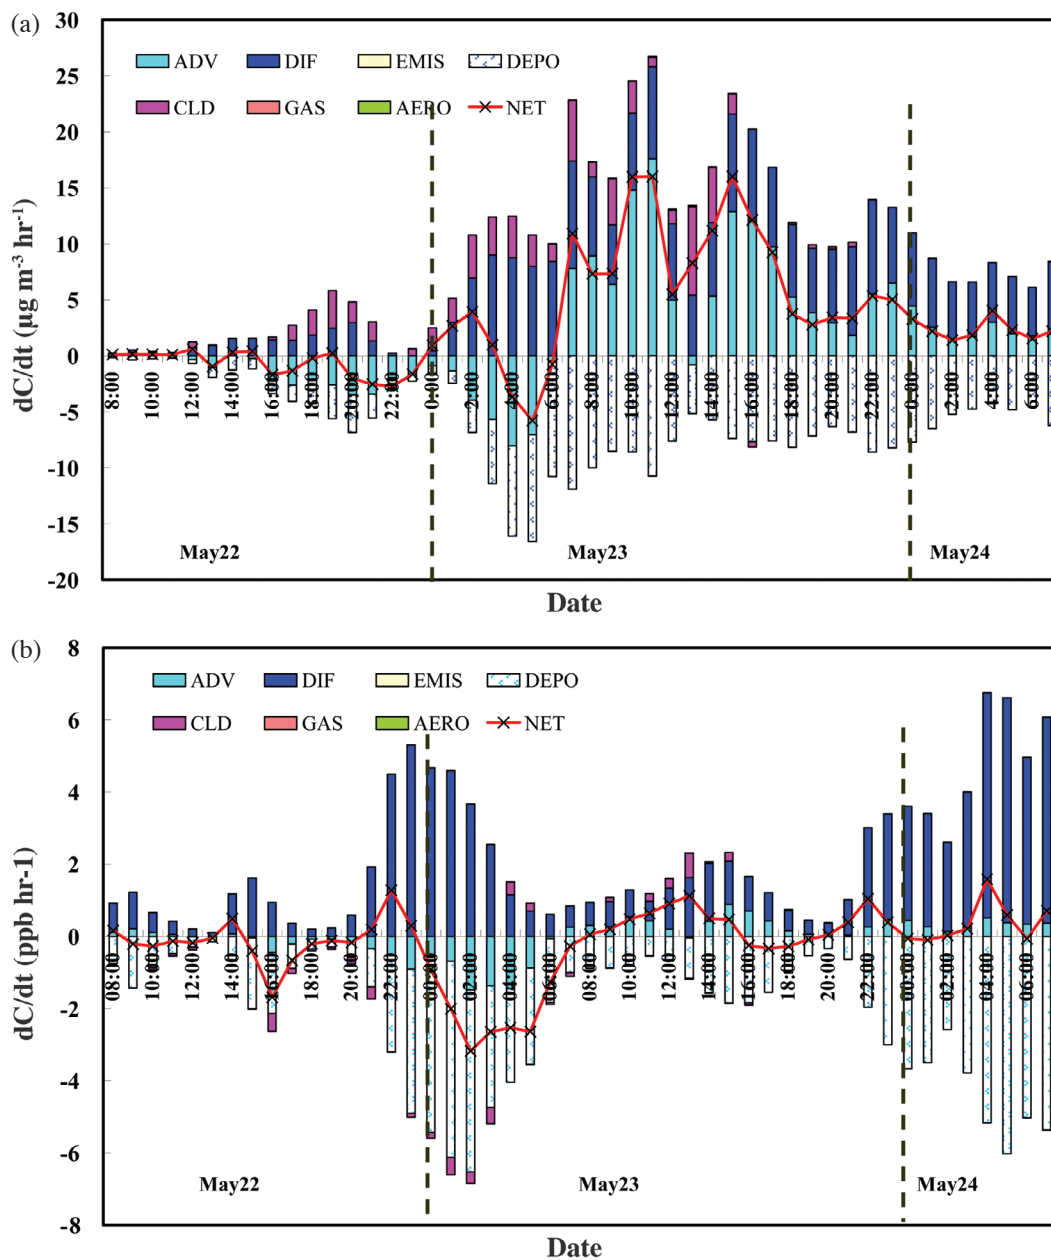 (a)
30
25
20
15
10
5
0
-5
-10
-15
-20
dC/dt (µg m⁻³ hr⁻¹)
ADV DIF EMIS DEPO
CLD GAS AERO NET
8:00 10:00 12:00 14:00 16:00 18:00 20:00 22:00 0:00 2:00 4:00 6:00 8:00 10:00 12:00 14:00 16:00 18:00 20:00 22:00 0:00 2:00 4:00 6:00
May22 May23 May24
Date
(b)
8
6
4
2
0
-2
-4
-6
-8
dC/dt (ppb hr-1)
ADV DIF EMIS DEPO
CLD GAS AERO NET
08:00 10:00 12:00 14:00 16:00 18:00 20:00 22:00 00:00 02:00 04:00 06:00 08:00 10:00 12:00 14:00 16:00 18:00 20:00 22:00 00:00 02:00 04:00 06:00
May22 May23 May24
Date